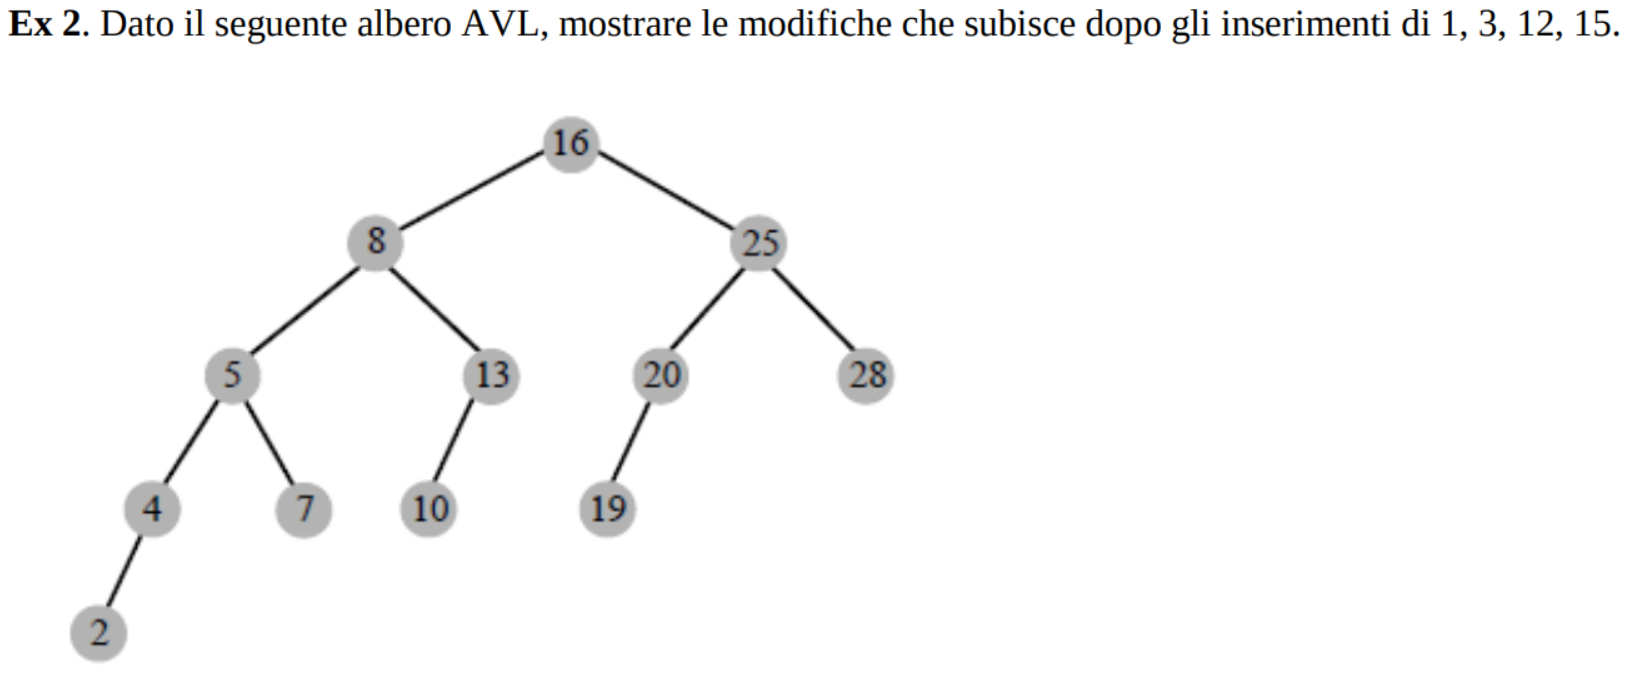 Ex 2. Dato il seguente albero AVL, mostrare le modifiche che subisce dopo gli inserimenti di 1, 3, 12, 15.
16
8 25
5 13 20 28
4 7 10 19
2